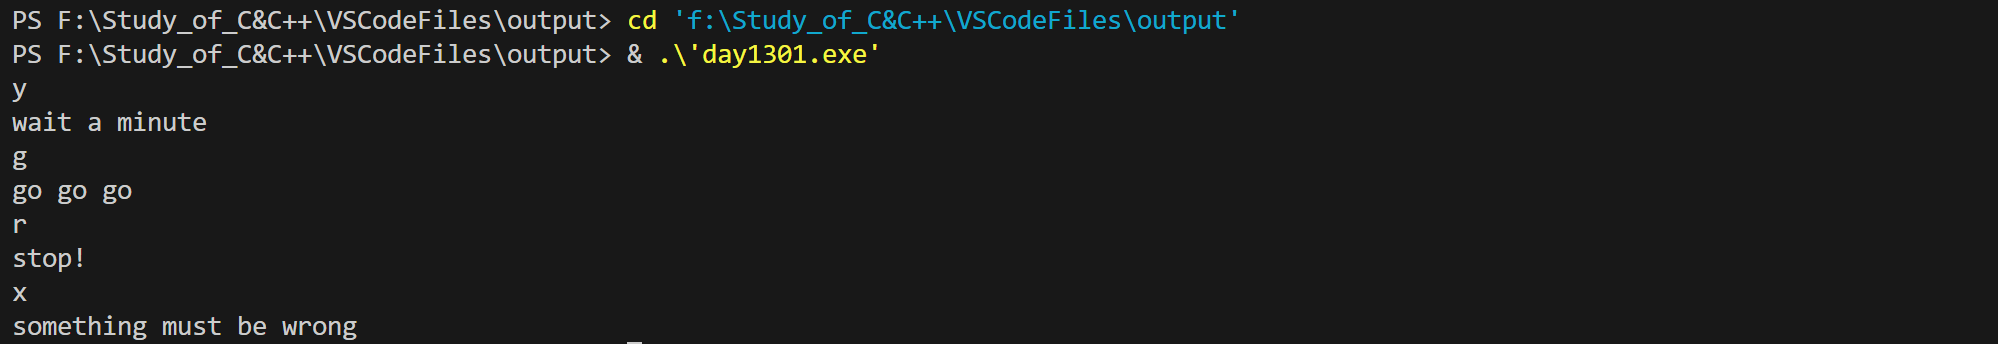 PS F:\Study_of_C&C++\VSCodeFiles\output> cd 'f:\Study_of_C&C++\VSCodeFiles\output'
PS F:\Study_of_C&C++\VSCodeFiles\output> & .\'day1301.exe'
y
wait a minute
g
go go go
r
stop!
x
something must be wrong